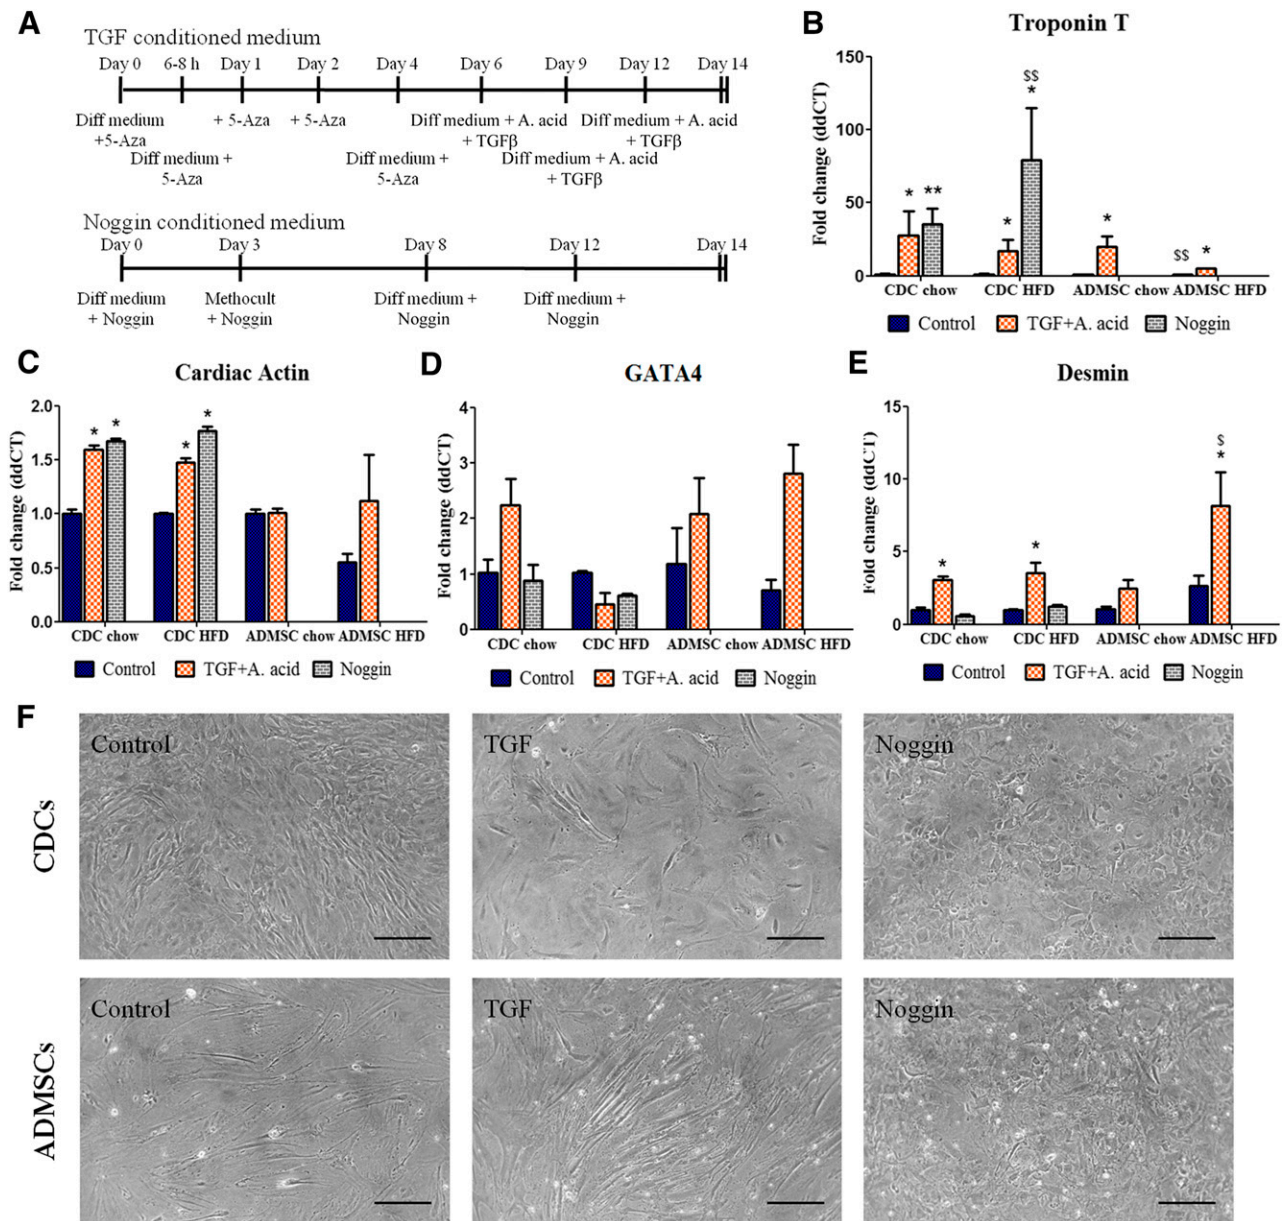 A
TGF conditioned medium
Day 0 6-8 h Day 1 Day 2 Day 4 Day 6 Day 9 Day 12 Day 14
Diff medium +5-Aza
Diff medium + 5-Aza
+ 5-Aza
+ 5-Aza
Diff medium + 5-Aza
Diff medium + A. acid + TGFβ
Diff medium + A. acid + TGFβ
Diff medium + A. acid + TGFβ
Noggin conditioned medium
Day 0 Day 3 Day 8 Day 12 Day 14
Diff medium + Noggin
Methocult + Noggin
Diff medium + Noggin
Diff medium + Noggin
B
Troponin T
Fold change (ddCT)
150
100
50
0
* ** * $$ * * $$ *
CDC chow CDC HFD ADMSC chow ADMSC HFD
Control TGF+A. acid Noggin
C
Cardiac Actin
Fold change (ddCT)
2.0
1.5
1.0
0.5
0.0
* * * *
CDC chow CDC HFD ADMSC chow ADMSC HFD
Control TGF+A. acid Noggin
D
GATA4
Fold change (ddCT)
4
3
2
1
0
CDC chow CDC HFD ADMSC chow ADMSC HFD
Control TGF+A. acid Noggin
E
Desmin
Fold change (ddCT)
15
10
5
0
* * $ *
CDC chow CDC HFD ADMSC chow ADMSC HFD
Control TGF+A. acid Noggin
F
CDCs
Control TGF Noggin
ADMSCs
Control TGF Noggin